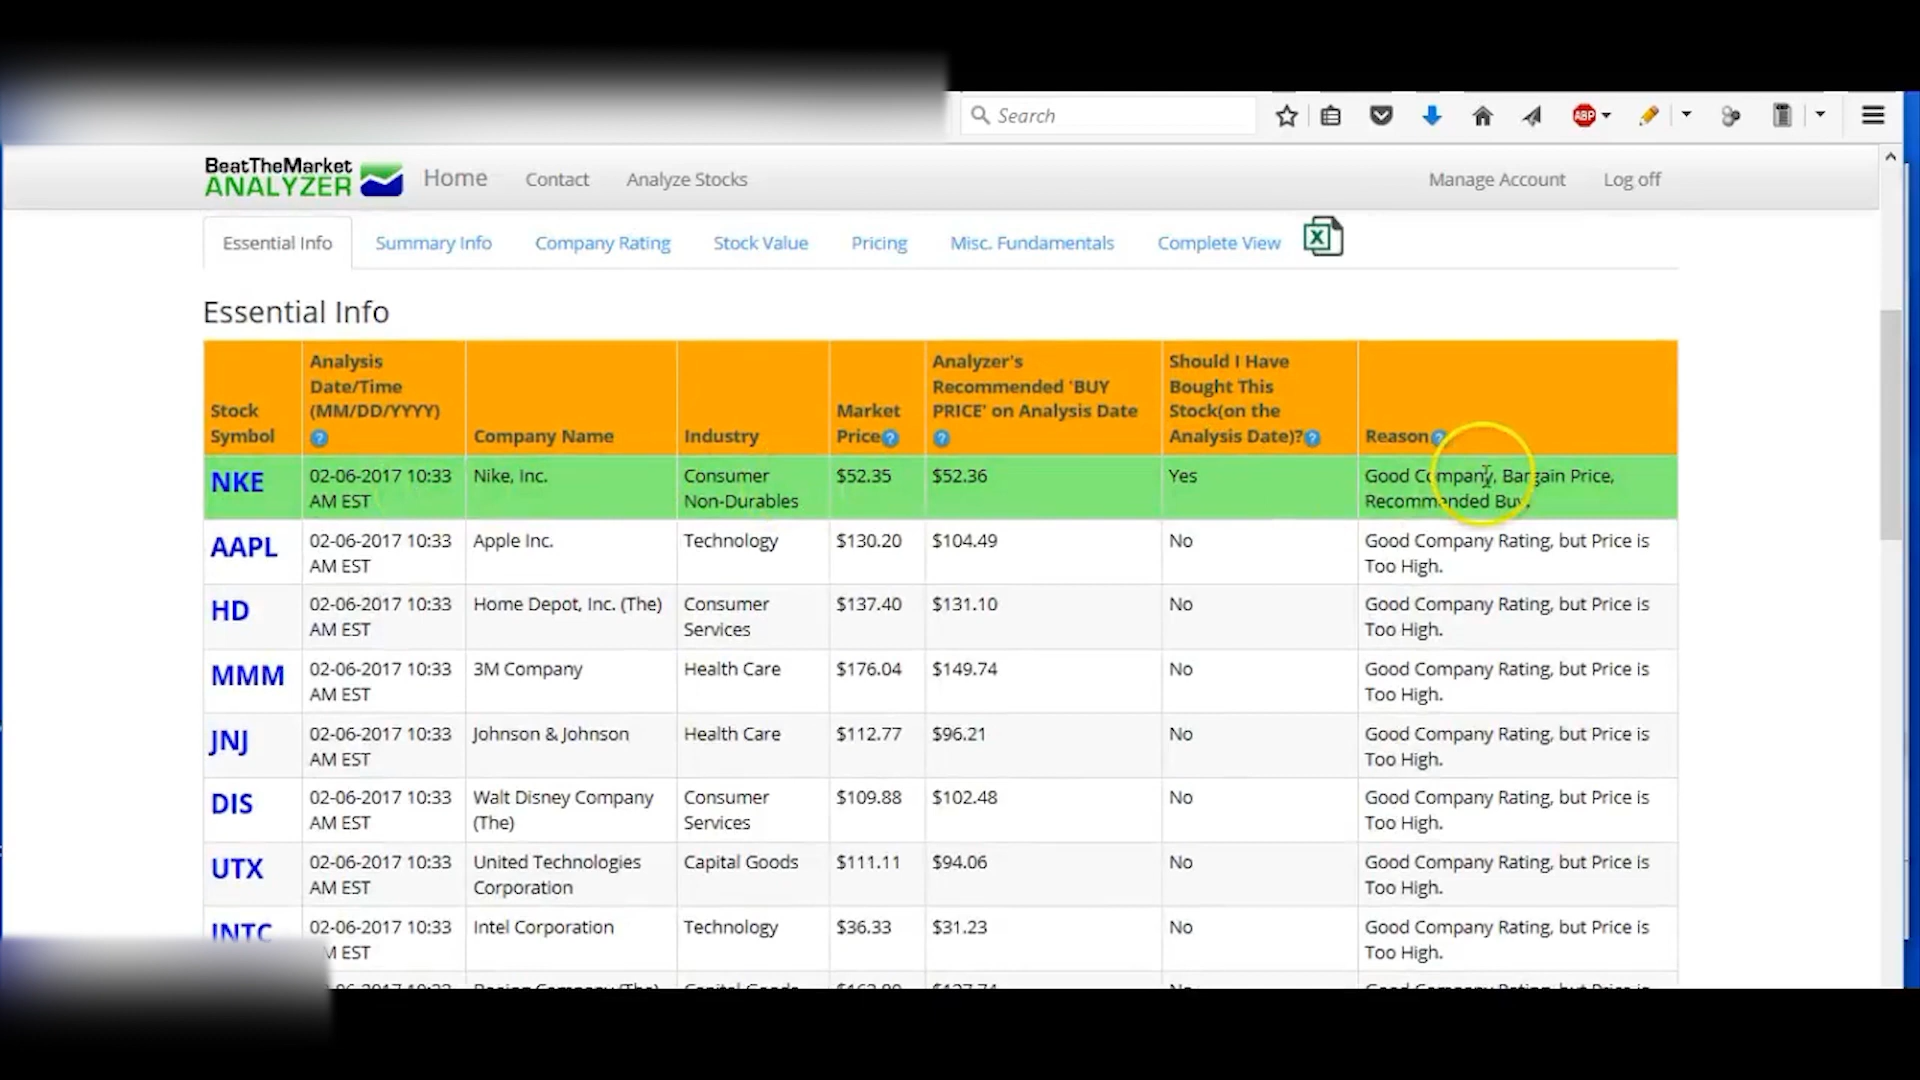 Search
ABP
BeatTheMarket
ANALYZER
Home Contact Analyze Stocks Manage Account Log off
Essential Info Summary Info Company Rating Stock Value Pricing Misc. Fundamentals Complete View
Essential Info
Stock
Symbol
Analysis
Date/Time
(MM/DD/YYYY)
?
Company Name
Industry
Market
Price?
Analyzer's
Recommended 'BUY
PRICE' on Analysis Date
?
Should I Have
Bought This
Stock(on the
Analysis Date)??
Reason?
NKE
02-06-2017 10:33
AM EST
Nike, Inc.
Consumer
Non-Durables
$52.35
$52.36
Yes
Good Company, Bargain Price,
Recommended Buy.
AAPL
02-06-2017 10:33
AM EST
Apple Inc.
Technology
$130.20
$104.49
No
Good Company Rating, but Price is
Too High.
HD
02-06-2017 10:33
AM EST
Home Depot, Inc. (The)
Consumer
Services
$137.40
$131.10
No
Good Company Rating, but Price is
Too High.
MMM
02-06-2017 10:33
AM EST
3M Company
Health Care
$176.04
$149.74
No
Good Company Rating, but Price is
Too High.
JNJ
02-06-2017 10:33
AM EST
Johnson & Johnson
Health Care
$112.77
$96.21
No
Good Company Rating, but Price is
Too High.
DIS
02-06-2017 10:33
AM EST
Walt Disney Company
(The)
Consumer
Services
$109.88
$102.48
No
Good Company Rating, but Price is
Too High.
UTX
02-06-2017 10:33
AM EST
United Technologies
Corporation
Capital Goods
$111.11
$94.06
No
Good Company Rating, but Price is
Too High.
INTC
02-06-2017 10:33
M EST
Intel Corporation
Technology
$36.33
$31.23
No
Good Company Rating, but Price is
Too High.